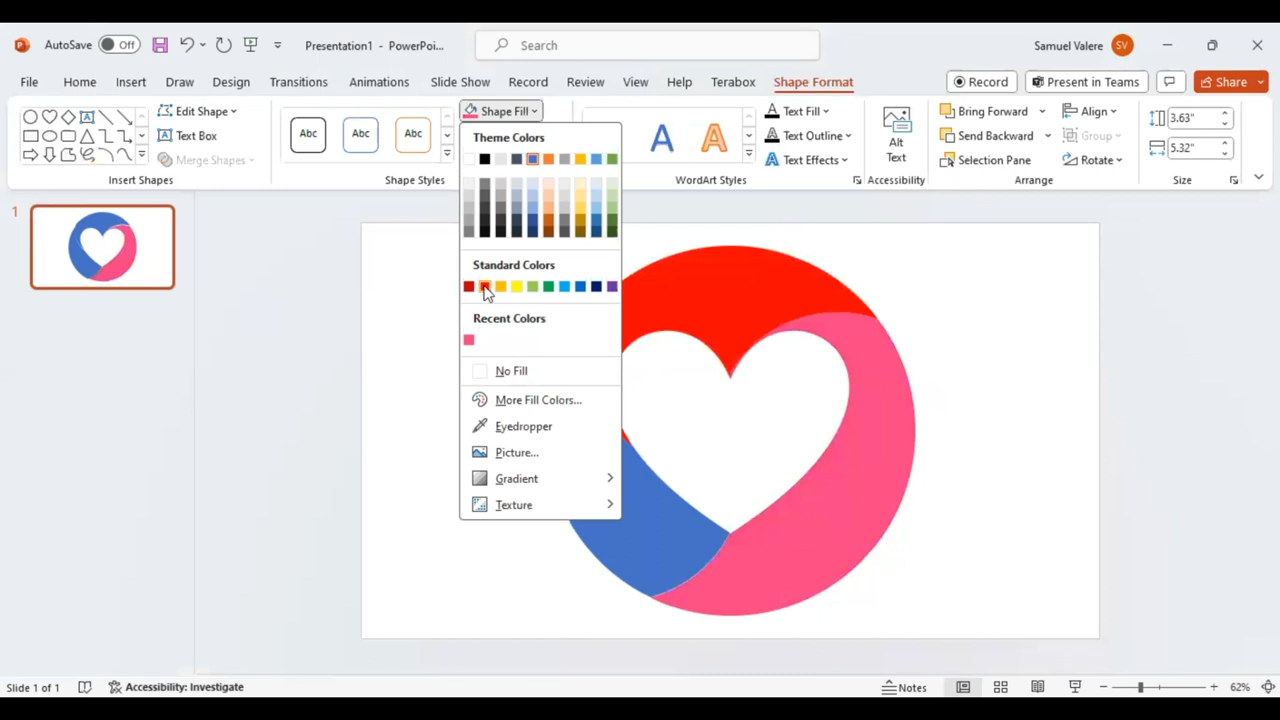 AutoSave Off Presentation1 - PowerPoi... Search Samuel Valere SV
File Home Insert Draw Design Transitions Animations Slide Show Record Review View Help Terabox Shape Format Record Present in Teams Share
Edit Shape
Text Box
Merge Shapes
Insert Shapes
Abc Abc Abc
Shape Styles
Shape Fill
Theme Colors
Standard Colors
Recent Colors
No Fill
More Fill Colors...
Eyedropper
Picture...
Gradient
Texture
A A
Text Fill
Text Outline
Text Effects
WordArt Styles
Alt
Text
Accessibility
Bring Forward
Send Backward
Selection Pane
Align
Group
Rotate
Arrange
3.63"
5.32"
Size
1
Slide 1 of 1 Accessibility: Investigate Notes 62%